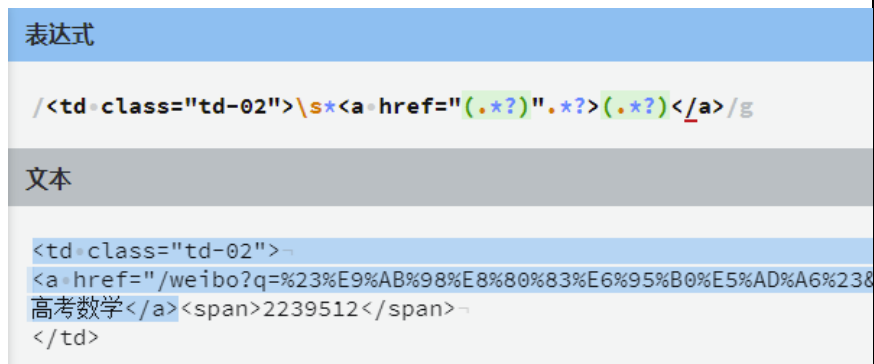 表达式
/<td class="td-02">\s*<a href="(.*?)".*?>(.*?)</a>/g
文本
<td class="td-02">¬
<a href="/weibo?q=%23%E9%AB%98%E8%80%83%E6%95%B0%E5%AD%A6%23&
高考数学</a><span>2239512</span>¬
</td>